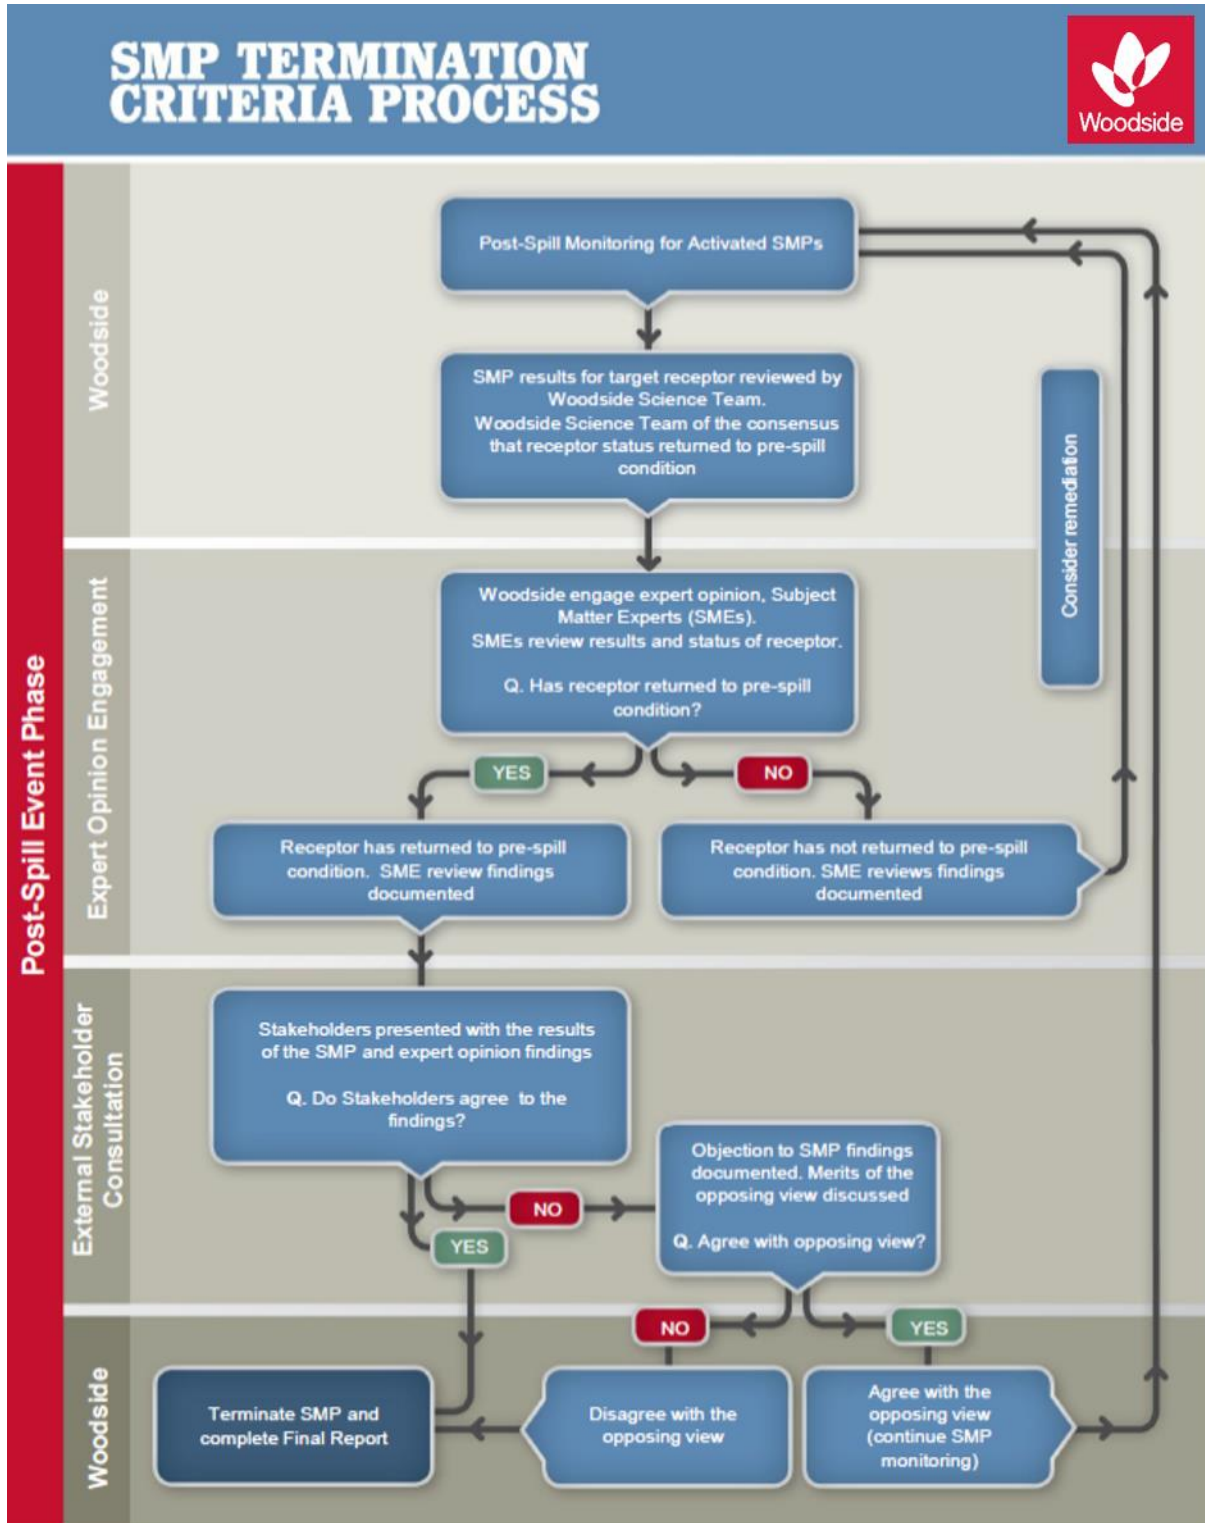 SMP TERMINATION
CRITERIA PROCESS
Woodside
Post-Spill Event Phase
Woodside
Post-Spill Monitoring for Activated SMPs
SMP results for target receptor reviewed by
Woodside Science Team.
Woodside Science Team of the consensus
that receptor status returned to pre-spill
condition
Consider remediation
Expert Opinion Engagement
Woodside engage expert opinion, Subject
Matter Experts (SMEs).
SMEs review results and status of receptor.
Q. Has receptor returned to pre-spill
condition?
YES
NO
Receptor has returned to pre-spill
condition. SME review findings
documented
Receptor has not returned to pre-spill
condition. SME reviews findings
documented
External Stakeholder
Consultation
Stakeholders presented with the results
of the SMP and expert opinion findings
Q. Do Stakeholders agree to the
findings?
NO
YES
Objection to SMP findings
documented. Merits of the
opposing view discussed
Q. Agree with opposing view?
NO
YES
Woodside
Terminate SMP and
complete Final Report
Disagree with the
opposing view
Agree with the
opposing view
(continue SMP
monitoring)